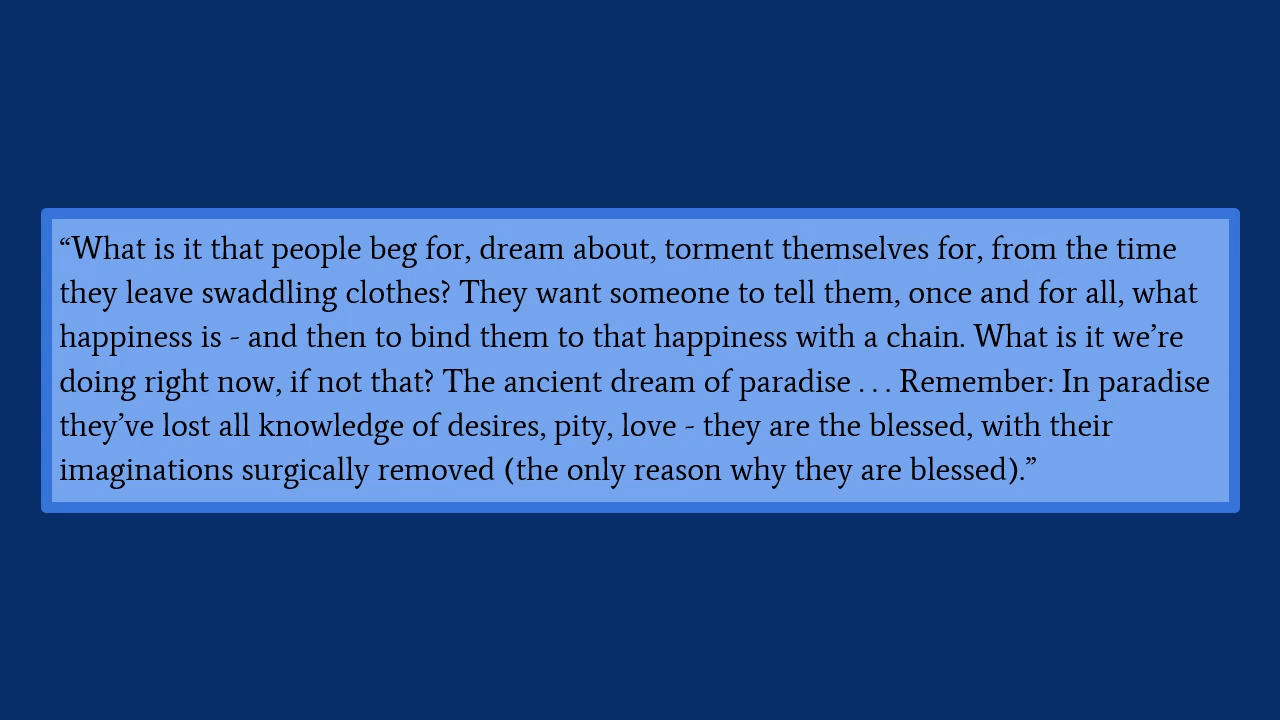 “What is it that people beg for, dream about, torment themselves for, from the time
they leave swaddling clothes? They want someone to tell them, once and for all, what
happiness is - and then to bind them to that happiness with a chain. What is it we’re
doing right now, if not that? The ancient dream of paradise . . . Remember: In paradise
they’ve lost all knowledge of desires, pity, love - they are the blessed, with their
imaginations surgically removed (the only reason why they are blessed).”